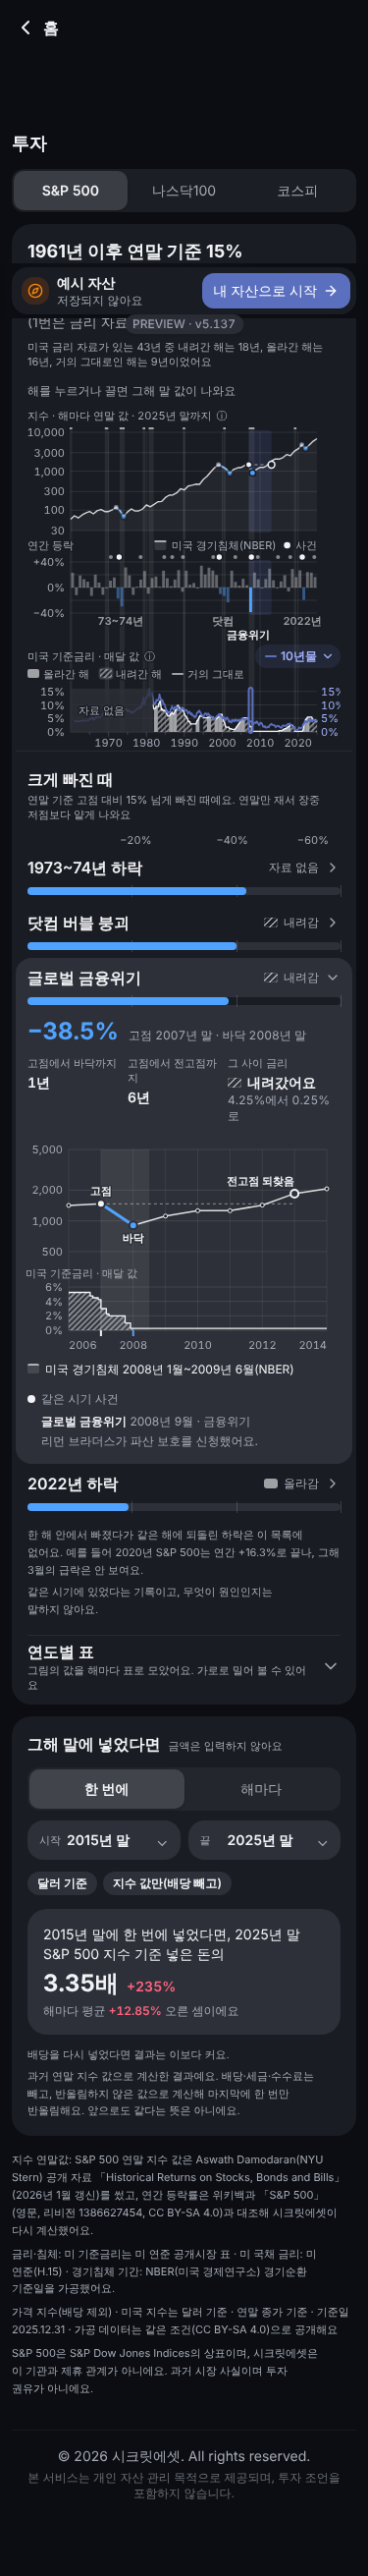 홈
투자
S&P 500
나스닥100
코스피
1961년 이후 연말 기준 15%
예시 자산
저장되지 않아요
내 자산으로 시작 →
(1번은 금리 자료
PREVIEW · v5.137
미국 금리 자료가 있는 43년 중 내려간 해는 18년, 올라간 해는
16년, 거의 그대로인 해는 9년이었어요
해를 누르거나 끌면 그해 말 값이 나와요
지수 · 해마다 연말 값 · 2025년 말까지 ⓘ
10,000
3,000
1,000
300
100
30
연간 등락
미국 경기침체(NBER)
사건
+40%
0%
−40%
73~74년
닷컴
2022년
금융위기
미국 기준금리 · 매달 값 ⓘ
10년물
올라간 해
내려간 해
거의 그대로
15%
10%
5%
0%
자료 없음
15%
10%
5%
0%
1970
1980
1990
2000
2010
2020
크게 빠진 때
연말 기준 고점 대비 15% 넘게 빠진 때예요. 연말만 재서 장중
저점보다 얕게 나와요
−20%
−40%
−60%
1973~74년 하락
자료 없음
닷컴 버블 붕괴
내려감
글로벌 금융위기
내려감
−38.5%
고점 2007년 말 · 바닥 2008년 말
고점에서 바닥까지
1년
고점에서 전고점까
지
6년
그 사이 금리
내려갔어요
4.25%에서 0.25%
로
5,000
2,000
1,000
500
고점
바닥
전고점 되찾음
미국 기준금리 · 매달 값
6%
4%
2%
0%
2006
2008
2010
2012
2014
미국 경기침체 2008년 1월~2009년 6월(NBER)
같은 시기 사건
글로벌 금융위기 2008년 9월 · 금융위기
리먼 브라더스가 파산 보호를 신청했어요.
2022년 하락
올라감
한 해 안에서 빠졌다가 같은 해에 되돌린 하락은 이 목록에
없어요. 예를 들어 2020년 S&P 500는 연간 +16.3%로 끝나, 그해
3월의 급락은 안 보여요.
같은 시기에 있었다는 기록이고, 무엇이 원인인지는
말하지 않아요.
연도별 표
그림의 값을 해마다 표로 모았어요. 가로로 밀어 볼 수 있어
요
그해 말에 넣었다면
금액은 입력하지 않아요
한 번에
해마다
시작 2015년 말
끝 2025년 말
달러 기준
지수 값만(배당 빼고)
2015년 말에 한 번에 넣었다면, 2025년 말
S&P 500 지수 기준 넣은 돈의
3.35배 +235%
해마다 평균 +12.85% 오른 셈이에요
배당을 다시 넣었다면 결과는 이보다 커요.
과거 연말 지수 값으로 계산한 결과예요. 배당·세금·수수료는
빼고, 반올림하지 않은 값으로 계산해 마지막에 한 번만
반올림해요. 앞으로도 같다는 뜻은 아니에요.
지수 연말값: S&P 500 연말 지수 값은 Aswath Damodaran(NYU
Stern) 공개 자료 「Historical Returns on Stocks, Bonds and Bills」
(2026년 1월 갱신)를 썼고, 연간 등락률은 위키백과 「S&P 500」
(영문, 리비전 1386627454, CC BY-SA 4.0)과 대조해 시크릿에셋이
다시 계산했어요.
금리·침체: 미 기준금리는 미 연준 공개시장 표 · 미 국채 금리: 미
연준(H.15) · 경기침체 기간: NBER(미국 경제연구소) 경기순환
기준일을 가공했어요.
가격 지수(배당 제외) · 미국 지수는 달러 기준 · 연말 종가 기준 · 기준일
2025.12.31 · 가공 데이터는 같은 조건(CC BY-SA 4.0)으로 공개해요
S&P 500은 S&P Dow Jones Indices의 상표이며, 시크릿에셋은
이 기관과 제휴 관계가 아니에요. 과거 시장 사실이며 투자
권유가 아니에요.
© 2026 시크릿에셋. All rights reserved.
본 서비스는 개인 자산 관리 목적으로 제공되며, 투자 조언을
포함하지 않습니다.